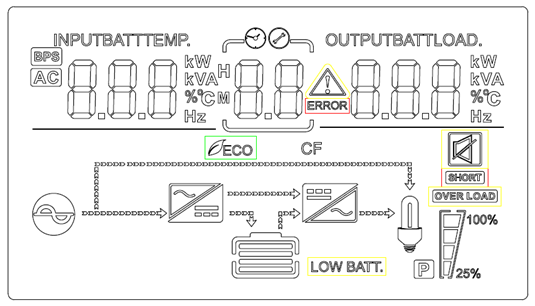 INPUTBATTTEMP. OUTPUTBATTLOAD.
BPS kW kW
AC kVA H kVA
%℃ M %℃
ERROR
Hz Hz
ECO CF
SHORT
OVER LOAD
100%
LOW BATT. P 25%